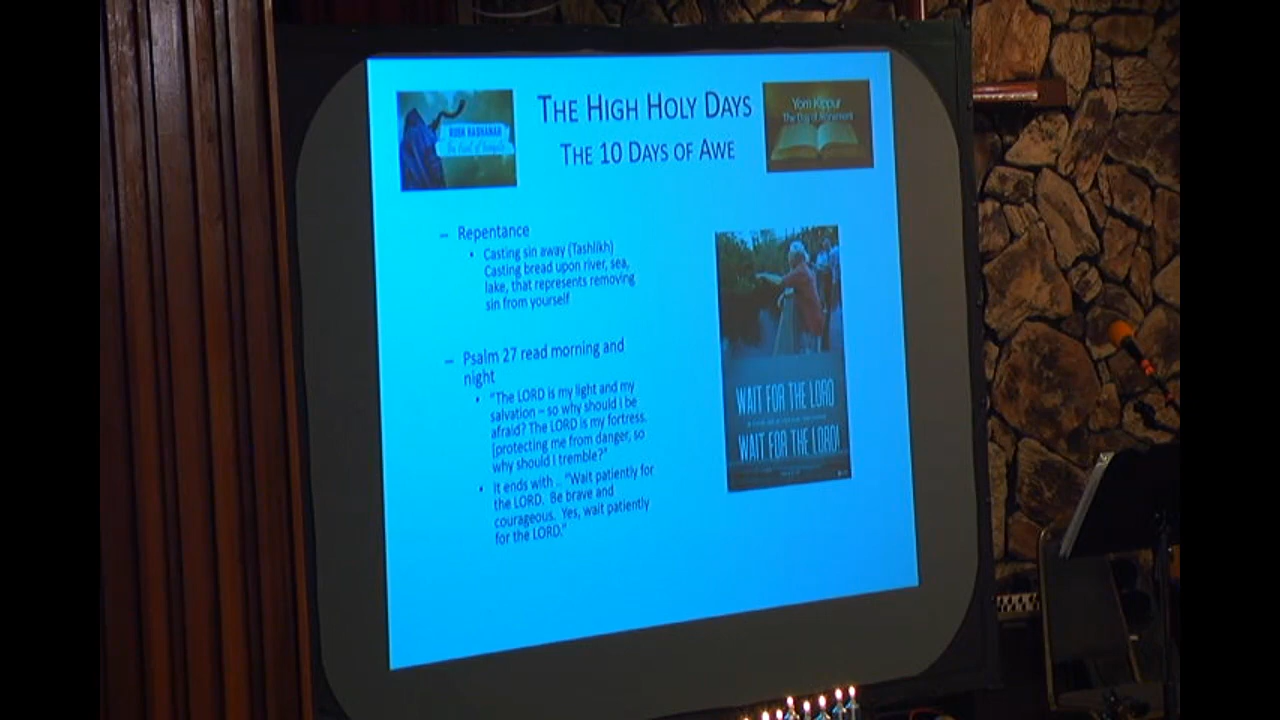 THE HIGH HOLY DAYS
THE 10 DAYS OF AWE
ROSH HASHANAH
Yom Kippur
The Day of Atonement
– Repentance
• Casting sin away (Tashlikh)
Casting bread upon river, sea,
lake, that represents removing
sin from yourself
– Psalm 27 read morning and
night
• "The LORD is my light and my
salvation – so why should I be
afraid? The LORD is my fortress,
protecting me from danger, so
why should I tremble?"
• It ends with .. "Wait patiently for
the LORD. Be brave and
courageous. Yes, wait patiently
for the LORD."
WAIT FOR THE LORD
WAIT FOR THE LORD!